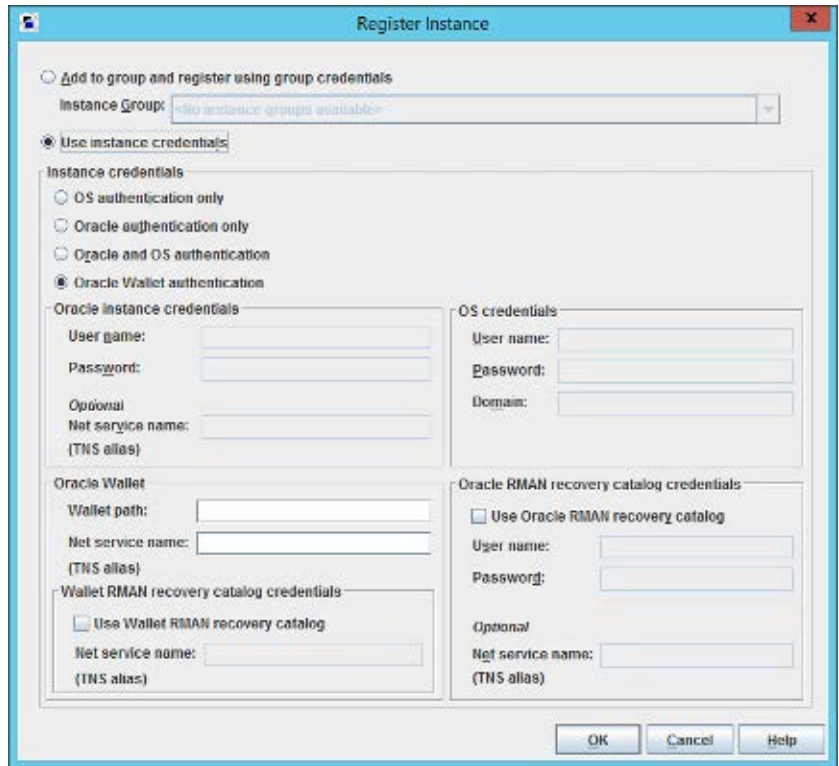 Register Instance
x
Add to group and register using group credentials
Instance Group: <No instance groups available>
Use instance credentials
Instance credentials
OS authentication only
Oracle authentication only
Oracle and OS authentication
Oracle Wallet authentication
Oracle instance credentials
User name:
Password:
Optional
Net service name:
(TNS alias)
OS credentials
User name:
Password:
Domain:
Oracle Wallet
Wallet path:
Net service name:
(TNS alias)
Wallet RMAN recovery catalog credentials
Use Wallet RMAN recovery catalog
Net service name:
(TNS alias)
Oracle RMAN recovery catalog credentials
Use Oracle RMAN recovery catalog
User name:
Password:
Optional
Net service name:
(TNS alias)
OK Cancel Help